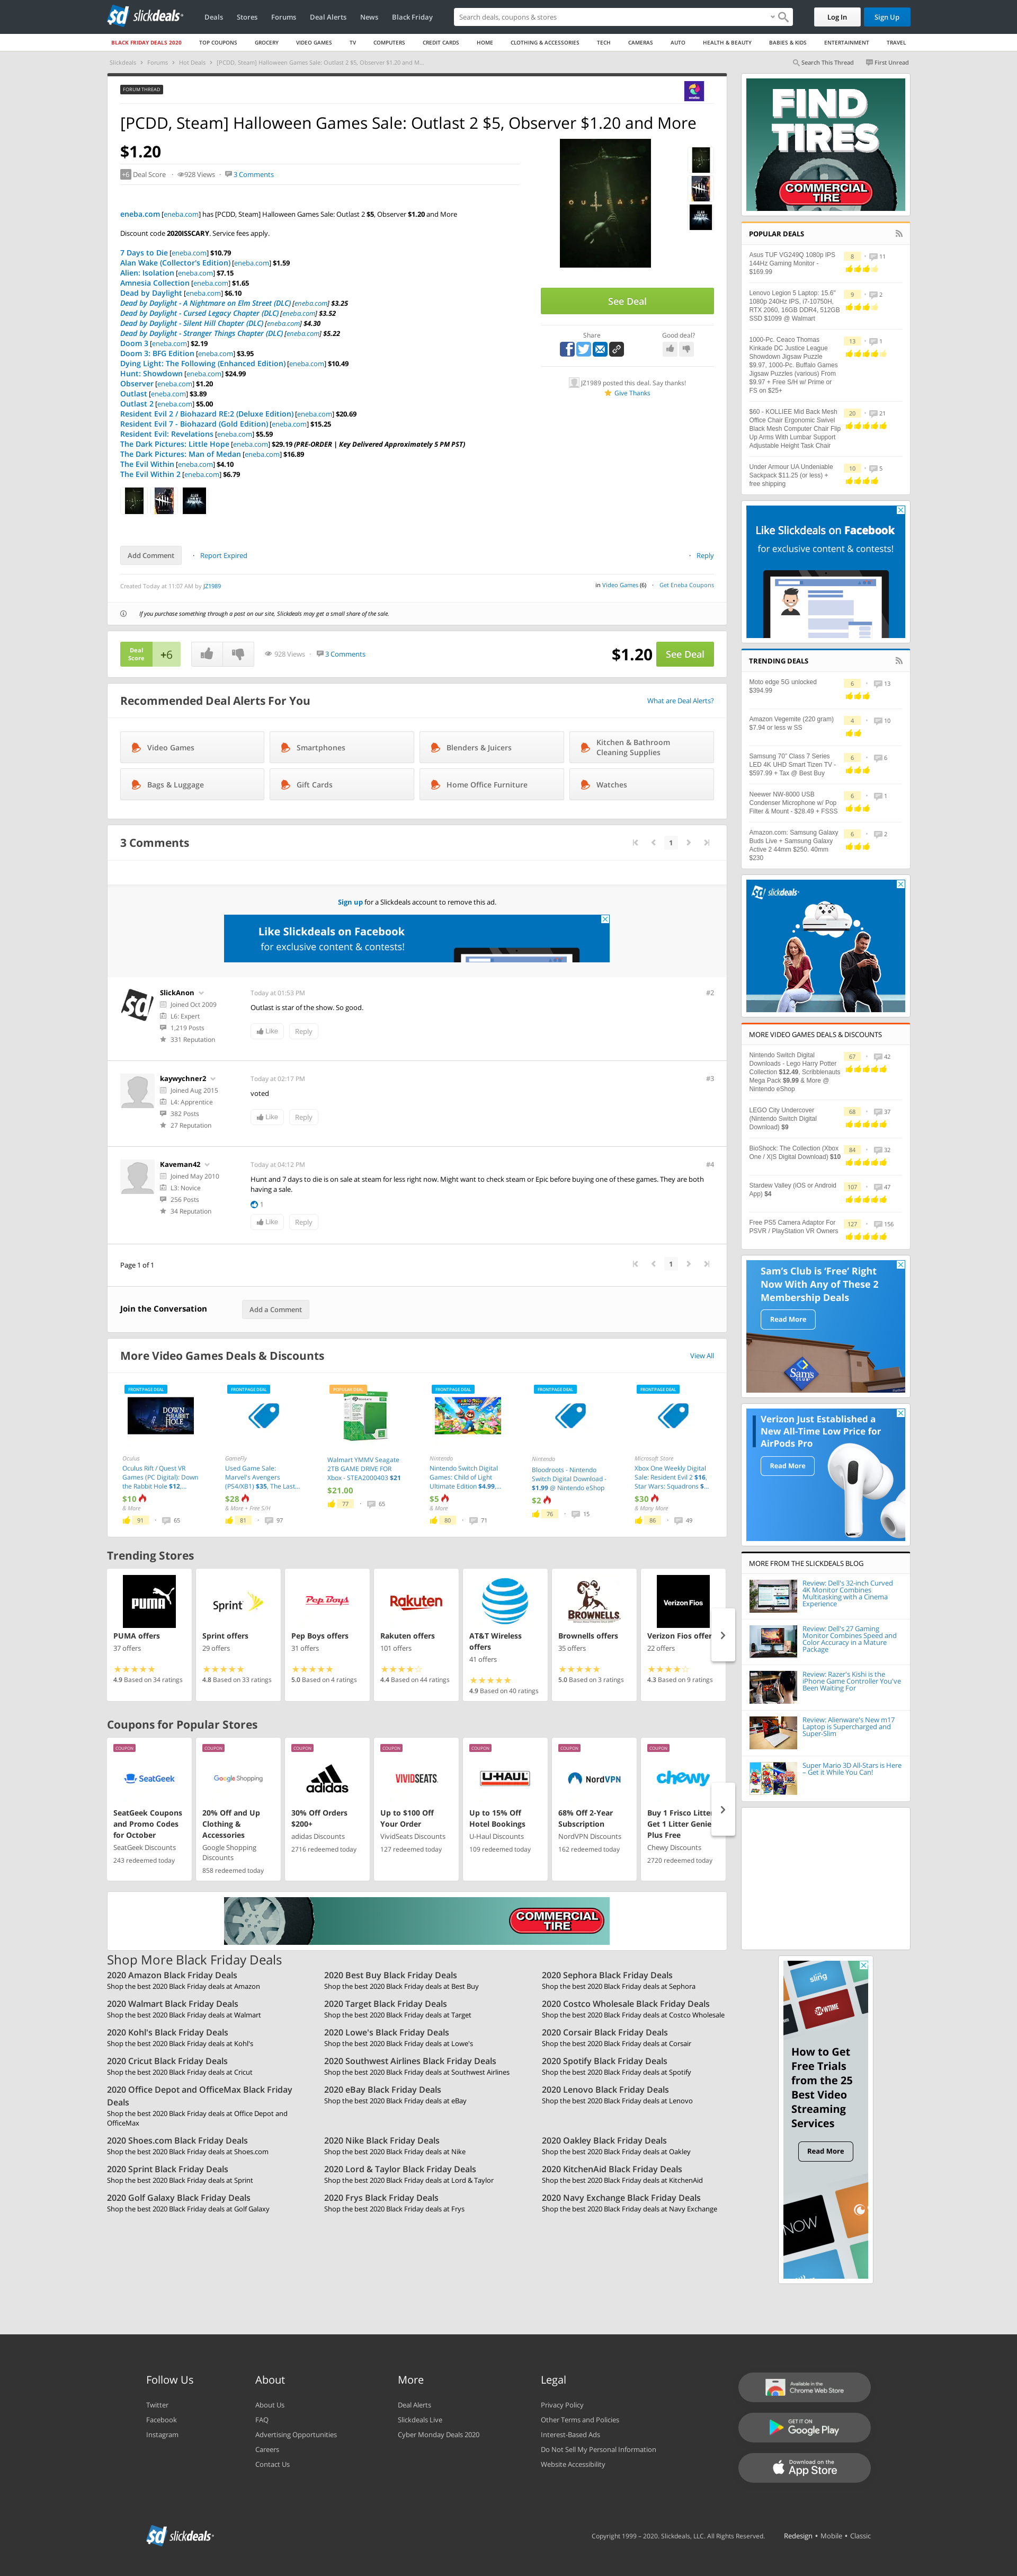 slickdeals
Deals
Stores
Forums
Deal Alerts
News
Black Friday
Search deals, coupons & stores
Log In
Sign Up
BLACK FRIDAY DEALS 2020
TOP COUPONS
GROCERY
VIDEO GAMES
TV
COMPUTERS
CREDIT CARDS
HOME
CLOTHING & ACCESSORIES
TECH
CAMERAS
AUTO
HEALTH & BEAUTY
BABIES & KIDS
ENTERTAINMENT
TRAVEL
Slickdeals
Forums
Hot Deals
[PCDD, Steam] Halloween Games Sale: Outlast 2 $5, Observer $1.20 and M...
Search This Thread
First Unread
FORUM THREAD
[PCDD, Steam] Halloween Games Sale: Outlast 2 $5, Observer $1.20 and More
$1.20
+6 Deal Score
928 Views
3 Comments
eneba.com [eneba.com] has [PCDD, Steam] Halloween Games Sale: Outlast 2 $5, Observer $1.20 and More
Discount code 2020ISSCARY. Service fees apply.
7 Days to Die [eneba.com] $10.79
Alan Wake (Collector's Edition) [eneba.com] $1.59
Alien: Isolation [eneba.com] $7.15
Amnesia Collection [eneba.com] $1.65
Dead by Daylight [eneba.com] $6.10
Dead by Daylight - A Nightmare on Elm Street (DLC) [eneba.com] $3.25
Dead by Daylight - Cursed Legacy Chapter (DLC) [eneba.com] $3.52
Dead by Daylight - Silent Hill Chapter (DLC) [eneba.com] $4.30
Dead by Daylight - Stranger Things Chapter (DLC) [eneba.com] $5.22
Doom 3 [eneba.com] $2.19
Doom 3: BFG Edition [eneba.com] $3.95
Dying Light: The Following (Enhanced Edition) [eneba.com] $10.49
Hunt: Showdown [eneba.com] $24.99
Observer [eneba.com] $1.20
Outlast [eneba.com] $3.89
Outlast 2 [eneba.com] $5.00
Resident Evil 2 / Biohazard RE:2 (Deluxe Edition) [eneba.com] $20.69
Resident Evil 7 - Biohazard (Gold Edition) [eneba.com] $15.25
Resident Evil: Revelations [eneba.com] $5.59
The Dark Pictures: Little Hope [eneba.com] $29.19 (PRE-ORDER | Key Delivered Approximately 5 PM PST)
The Dark Pictures: Man of Medan [eneba.com] $16.89
The Evil Within [eneba.com] $4.10
The Evil Within 2 [eneba.com] $6.79
OUTLAST
See Deal
Share
Good deal?
JZ1989 posted this deal. Say thanks!
Give Thanks
Add Comment
Report Expired
Reply
Created Today at 11:07 AM by JZ1989
in Video Games (6)
Get Eneba Coupons
If you purchase something through a post on our site, Slickdeals may get a small share of the sale.
Deal Score
+6
928 Views
3 Comments
$1.20
See Deal
Recommended Deal Alerts For You
What are Deal Alerts?
Video Games
Smartphones
Blenders & Juicers
Kitchen & Bathroom Cleaning Supplies
Bags & Luggage
Gift Cards
Home Office Furniture
Watches
3 Comments
1
Sign up for a Slickdeals account to remove this ad.
Like Slickdeals on Facebook
for exclusive content & contests!
SlickAnon
Joined Oct 2009
L6: Expert
1,219 Posts
331 Reputation
Today at 01:53 PM
#2
Outlast is star of the show. So good.
Like
Reply
kaywychner2
Joined Aug 2015
L4: Apprentice
382 Posts
27 Reputation
Today at 02:17 PM
#3
voted
Like
Reply
Kaveman42
Joined May 2010
L3: Novice
256 Posts
34 Reputation
Today at 04:12 PM
#4
Hunt and 7 days to die is on sale at steam for less right now. Might want to check steam or Epic before buying one of these games. They are both
having a sale.
1
Like
Reply
Page 1 of 1
1
Join the Conversation
Add a Comment
More Video Games Deals & Discounts
View All
FRONTPAGE DEAL
DOWN THE RABBIT HOLE
Oculus
Oculus Rift / Quest VR
Games (PC Digital): Down
the Rabbit Hole $12,...
$10
& More
91
65
FRONTPAGE DEAL
GameFly
Used Game Sale:
Marvel's Avengers
(PS4/XB1) $35, The Last...
$28
& More + Free S/H
81
97
POPULAR DEAL
Walmart YMMV Seagate
2TB GAME DRIVE FOR
Xbox - STEA2000403 $21
$21.00
77
65
FRONTPAGE DEAL
Nintendo
Nintendo Switch Digital
Games: Child of Light
Ultimate Edition $4.99,...
$5
& More
80
71
FRONTPAGE DEAL
Nintendo
Bloodroots - Nintendo
Switch Digital Download -
$1.99 @ Nintendo eShop
$2
76
15
FRONTPAGE DEAL
Microsoft Store
Xbox One Weekly Digital
Sale: Resident Evil 2 $16,
Star Wars: Squadrons $...
$30
& Many More
86
49
Trending Stores
PUMA
PUMA offers
37 offers
4.9 Based on 34 ratings
Sprint
Sprint offers
29 offers
4.8 Based on 33 ratings
Pep Boys
Pep Boys offers
31 offers
5.0 Based on 4 ratings
Rakuten
Rakuten offers
101 offers
4.4 Based on 44 ratings
AT&T Wireless offers
41 offers
4.9 Based on 40 ratings
BROWNELLS
Brownells offers
35 offers
5.0 Based on 3 ratings
Verizon Fios
Verizon Fios offer
22 offers
4.3 Based on 9 ratings
Coupons for Popular Stores
COUPON
SeatGeek
SeatGeek Coupons
and Promo Codes
for October
SeatGeek Discounts
243 redeemed today
COUPON
Google Shopping
20% Off and Up
Clothing &
Accessories
Google Shopping
Discounts
858 redeemed today
COUPON
adidas
30% Off Orders
$200+
adidas Discounts
2716 redeemed today
COUPON
VIVIDSEATS
Up to $100 Off
Your Order
VividSeats Discounts
127 redeemed today
COUPON
U-HAUL
Up to 15% Off
Hotel Bookings
U-Haul Discounts
109 redeemed today
COUPON
NordVPN
68% Off 2-Year
Subscription
NordVPN Discounts
162 redeemed today
COUPON
chewy
Buy 1 Frisco Litter
Get 1 Litter Genie
Plus Free
Chewy Discounts
2720 redeemed today
COMMERCIAL TIRE
Shop More Black Friday Deals
2020 Amazon Black Friday Deals
Shop the best 2020 Black Friday deals at Amazon
2020 Best Buy Black Friday Deals
Shop the best 2020 Black Friday deals at Best Buy
2020 Sephora Black Friday Deals
Shop the best 2020 Black Friday deals at Sephora
2020 Walmart Black Friday Deals
Shop the best 2020 Black Friday deals at Walmart
2020 Target Black Friday Deals
Shop the best 2020 Black Friday deals at Target
2020 Costco Wholesale Black Friday Deals
Shop the best 2020 Black Friday deals at Costco Wholesale
2020 Kohl's Black Friday Deals
Shop the best 2020 Black Friday deals at Kohl's
2020 Lowe's Black Friday Deals
Shop the best 2020 Black Friday deals at Lowe's
2020 Corsair Black Friday Deals
Shop the best 2020 Black Friday deals at Corsair
2020 Cricut Black Friday Deals
Shop the best 2020 Black Friday deals at Cricut
2020 Southwest Airlines Black Friday Deals
Shop the best 2020 Black Friday deals at Southwest Airlines
2020 Spotify Black Friday Deals
Shop the best 2020 Black Friday deals at Spotify
2020 Office Depot and OfficeMax Black Friday
Deals
Shop the best 2020 Black Friday deals at Office Depot and
OfficeMax
2020 eBay Black Friday Deals
Shop the best 2020 Black Friday deals at eBay
2020 Lenovo Black Friday Deals
Shop the best 2020 Black Friday deals at Lenovo
2020 Shoes.com Black Friday Deals
Shop the best 2020 Black Friday deals at Shoes.com
2020 Nike Black Friday Deals
Shop the best 2020 Black Friday deals at Nike
2020 Oakley Black Friday Deals
Shop the best 2020 Black Friday deals at Oakley
2020 Sprint Black Friday Deals
Shop the best 2020 Black Friday deals at Sprint
2020 Lord & Taylor Black Friday Deals
Shop the best 2020 Black Friday deals at Lord & Taylor
2020 KitchenAid Black Friday Deals
Shop the best 2020 Black Friday deals at KitchenAid
2020 Golf Galaxy Black Friday Deals
Shop the best 2020 Black Friday deals at Golf Galaxy
2020 Frys Black Friday Deals
Shop the best 2020 Black Friday deals at Frys
2020 Navy Exchange Black Friday Deals
Shop the best 2020 Black Friday deals at Navy Exchange
FIND
TIRES
COMMERCIAL TIRE
POPULAR DEALS
Asus TUF VG249Q 1080p IPS
144Hz Gaming Monitor -
$169.99
8
11
Lenovo Legion 5 Laptop: 15.6"
1080p 240Hz IPS, i7-10750H,
RTX 2060, 16GB DDR4, 512GB
SSD $1099 @ Walmart
9
2
1000-Pc. Ceaco Thomas
Kinkade DC Justice League
Showdown Jigsaw Puzzle
$9.97, 1000-Pc. Buffalo Games
Jigsaw Puzzles (various) From
$9.97 + Free S/H w/ Prime or
FS on $25+
13
1
$60 - KOLLIEE Mid Back Mesh
Office Chair Ergonomic Swivel
Black Mesh Computer Chair Flip
Up Arms With Lumbar Support
Adjustable Height Task Chair
20
21
Under Armour UA Undeniable
Sackpack $11.25 (or less) +
free shipping
10
5
Like Slickdeals on Facebook
for exclusive content & contests!
TRENDING DEALS
Moto edge 5G unlocked
$394.99
6
13
Amazon Vegemite (220 gram)
$7.94 or less w SS
4
10
Samsung 70" Class 7 Series
LED 4K UHD Smart Tizen TV -
$597.99 + Tax @ Best Buy
6
6
Neewer NW-8000 USB
Condenser Microphone w/ Pop
Filter & Mount - $28.49 + FSSS
6
1
Amazon.com: Samsung Galaxy
Buds Live + Samsung Galaxy
Active 2 44mm $250. 40mm
$230
6
2
slickdeals
MORE VIDEO GAMES DEALS & DISCOUNTS
Nintendo Switch Digital
Downloads - Lego Harry Potter
Collection $12.49, Scribblenauts
Mega Pack $9.99 & More @
Nintendo eShop
67
42
LEGO City Undercover
(Nintendo Switch Digital
Download) $9
68
37
BioShock: The Collection (Xbox
One / X|S Digital Download) $10
84
32
Stardew Valley (iOS or Android
App) $4
107
47
Free PS5 Camera Adaptor For
PSVR / PlayStation VR Owners
127
156
Sam's Club is 'Free' Right
Now With Any of These 2
Membership Deals
Read More
Sams
Verizon Just Established a
New All-Time Low Price for
AirPods Pro
Read More
MORE FROM THE SLICKDEALS BLOG
Review: Dell's 32-inch Curved
4K Monitor Combines
Multitasking with a Cinema
Experience
Review: Dell's 27 Gaming
Monitor Combines Speed and
Color Accuracy in a Mature
Package
Review: Razer's Kishi is the
iPhone Game Controller You've
Been Waiting For
Review: Alienware's New m17
Laptop is Supercharged and
Super-Slim
Super Mario 3D All-Stars is Here
– Get it While You Can!
sling
SHOWTIME
How to Get
Free Trials
from the 25
Best Video
Streaming
Services
Read More
NOW
Follow Us
Twitter
Facebook
Instagram
About
About Us
FAQ
Advertising Opportunities
Careers
Contact Us
More
Deal Alerts
Slickdeals Live
Cyber Monday Deals 2020
Legal
Privacy Policy
Other Terms and Policies
Interest-Based Ads
Do Not Sell My Personal Information
Website Accessibility
Available in the
Chrome Web Store
GET IT ON
Google Play
Download on the
App Store
slickdeals
Copyright 1999 – 2020. Slickdeals, LLC. All Rights Reserved.
Redesign • Mobile • Classic